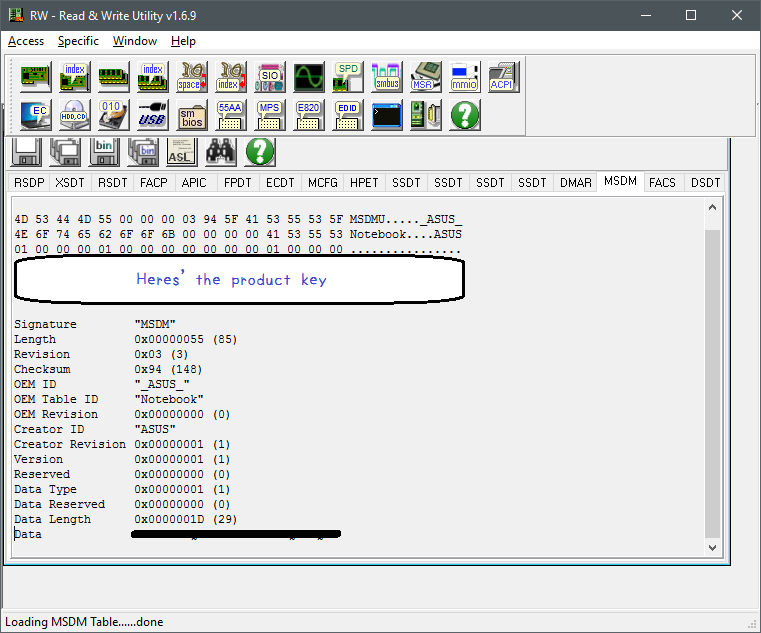 RW - Read & Write Utility v1.6.9
Access Specific Window Help
index index space index SIO SPD smbus MSR mmio ACPI
EC HDD,CD 010 USB sm bios 55AA MPS E820 EDID
bin bin ASL
RSDP XSDT RSDT FACP APIC FPDT ECDT MCFG HPET SSDT SSDT SSDT SSDT DMAR MSDM FACS DSDT
4D 53 44 4D 55 00 00 00 03 94 5F 41 53 55 53 5F MSDMU....._ASUS_
4E 6F 74 65 62 6F 6F 6B 00 00 00 00 41 53 55 53 Notebook....ASUS
01 00 00 00 01 00 00 00 00 00 00 00 01 00 00 00 ................
Heres' the product key
Signature "MSDM"
Length 0x00000055 (85)
Revision 0x03 (3)
Checksum 0x94 (148)
OEM ID "_ASUS_"
OEM Table ID "Notebook"
OEM Revision 0x00000000 (0)
Creator ID "ASUS"
Creator Revision 0x00000001 (1)
Version 0x00000001 (1)
Reserved 0x00000000 (0)
Data Type 0x00000001 (1)
Data Reserved 0x00000000 (0)
Data Length 0x0000001D (29)
Data
Loading MSDM Table......done